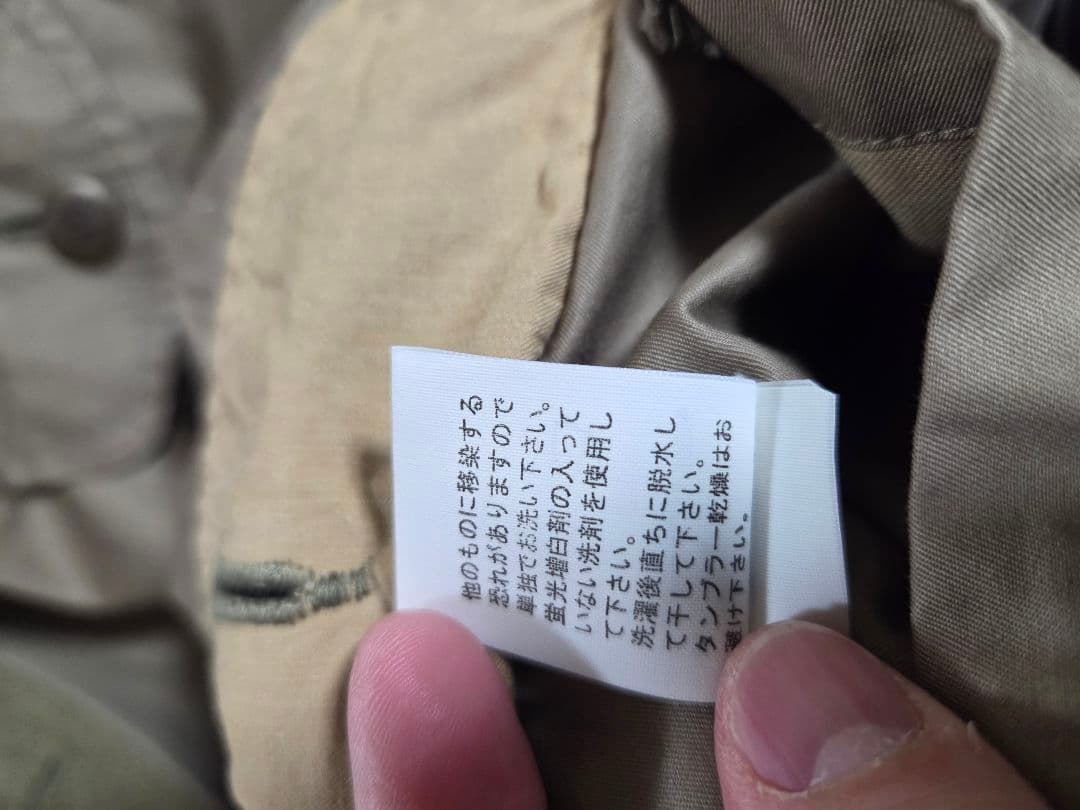 他のものに移染する
恐れがありますので
単独でお洗い下さい。
蛍光増白剤の入って
いない洗剤を使用し
て下さい。
洗濯後直ちに脱水し
て干して下さい。
タンブラー乾燥はお
避け下さい。